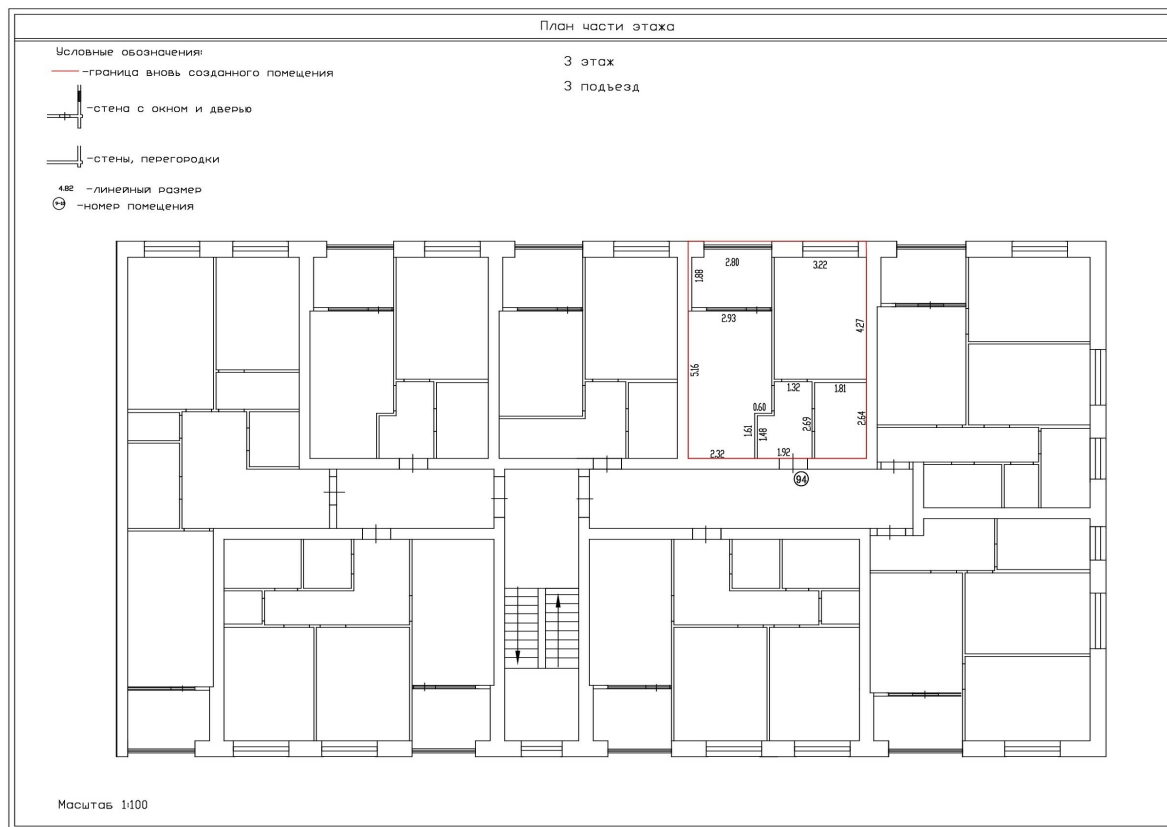 План части этажа
Условные обозначения:
3 этаж
-граница вновь созданного помещения
3 подъезд
-стена с окном и дверью
-стены, перегородки
4.82 -линейный размер
-номер помещения
2.80
3.22
1.88
2.93
4.27
5.16
1.32
1.81
0.60
2.64
2.69
1.61
1.48
2.32
1.92
94
Масштаб 1:100